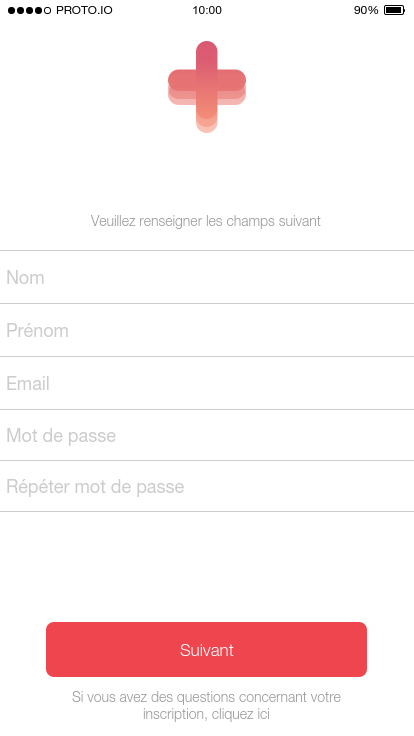 PROTO.IO 10:00 90%
Veuillez renseigner les champs suivant
Nom
Prénom
Email
Mot de passe
Répéter mot de passe
Suivant
Si vous avez des questions concernant votre
inscription, cliquez ici